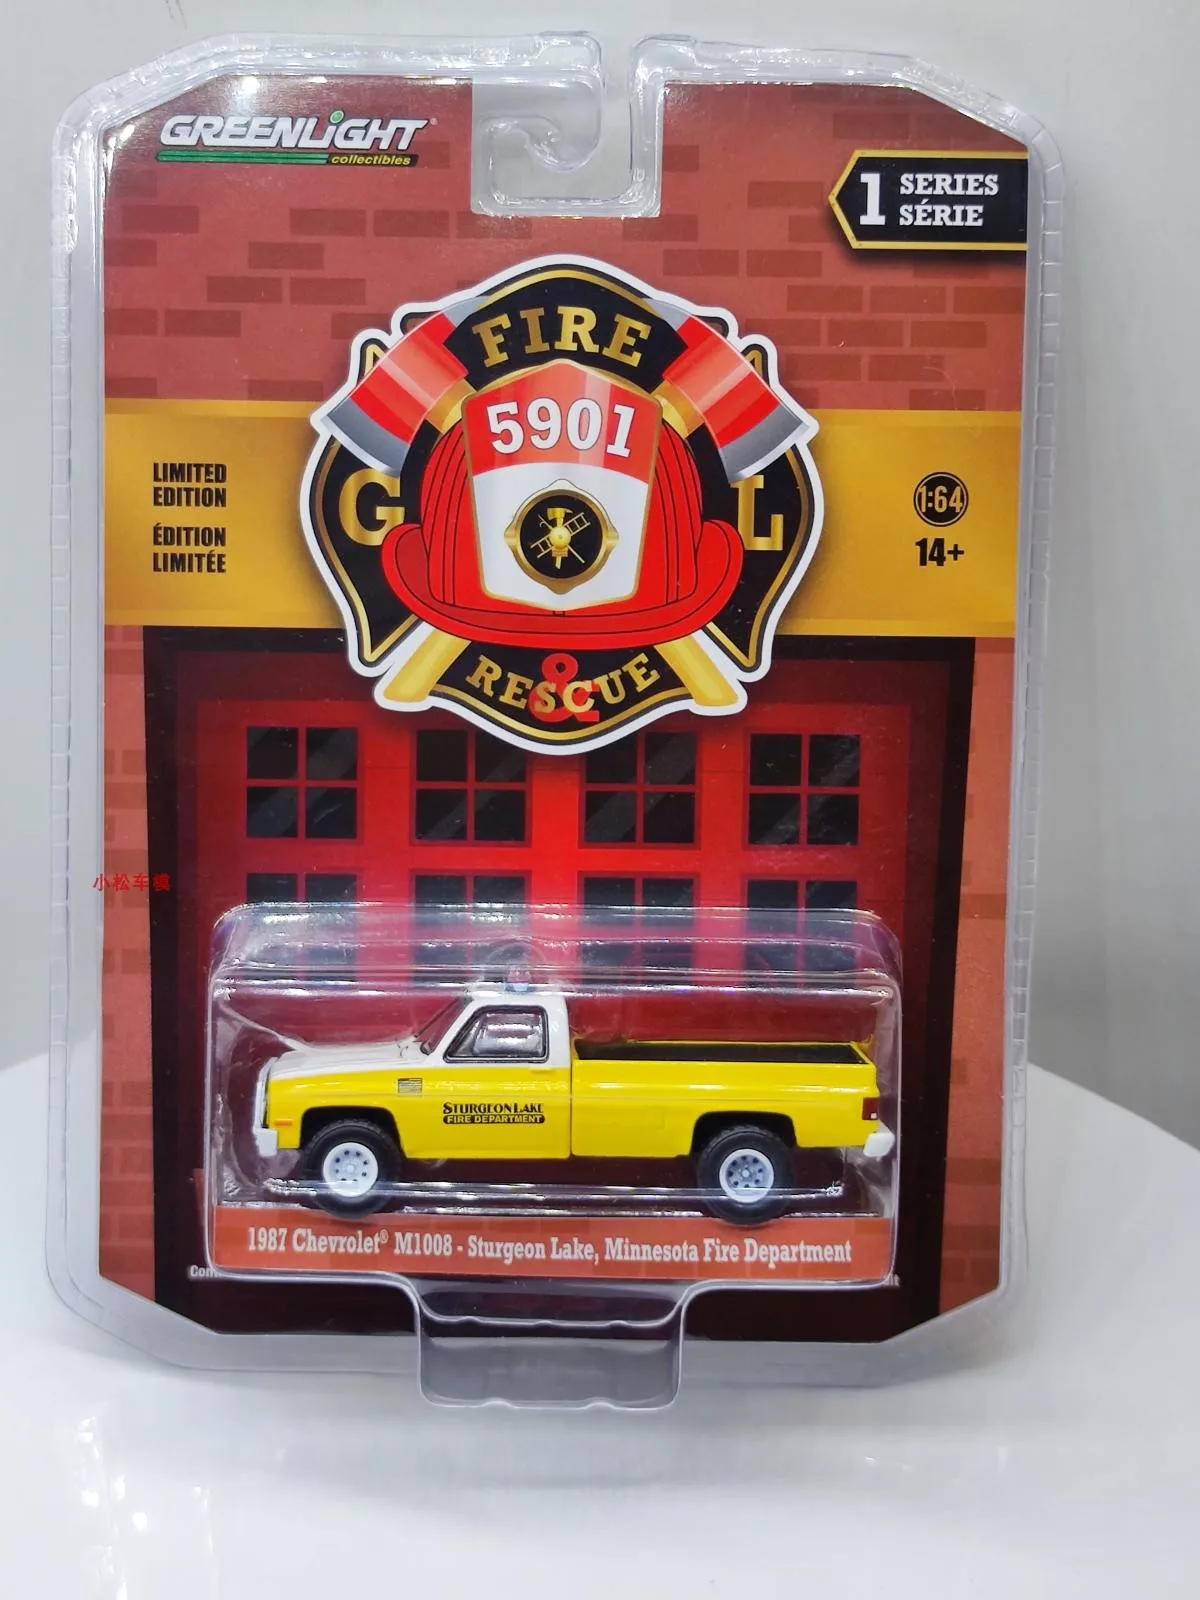 GREENLiGHT®
collectibles
1 SERIES
SÉRIE
FIRE
5901
G L
LIMITED
EDITION
ÉDITION
LIMITÉE
1:64
14+
&
RESCUE
小松车模
STURGEON LAKE
FIRE DEPARTMENT
1987 Chevrolet® M1008 - Sturgeon Lake, Minnesota Fire Department